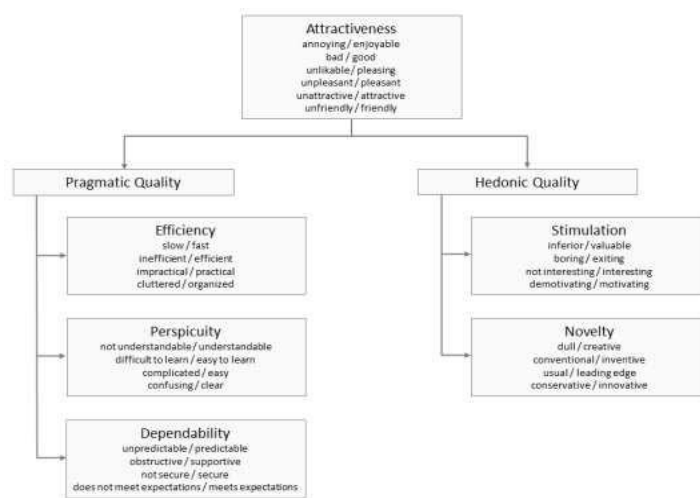 Attractiveness
annoying / enjoyable
bad / good
unlikable / pleasing
unpleasant / pleasant
unattractive / attractive
unfriendly / friendly
Pragmatic Quality
Hedonic Quality
Efficiency
slow / fast
inefficient / efficient
impractical / practical
cluttered / organized
Stimulation
inferior / valuable
boring / exiting
not interesting / interesting
demotivating / motivating
Perspicuity
not understandable / understandable
difficult to learn / easy to learn
complicated / easy
confusing / clear
Novelty
dull / creative
conventional / inventive
usual / leading edge
conservative / innovative
Dependability
unpredictable / predictable
obstructive / supportive
not secure / secure
does not meet expectations / meets expectations